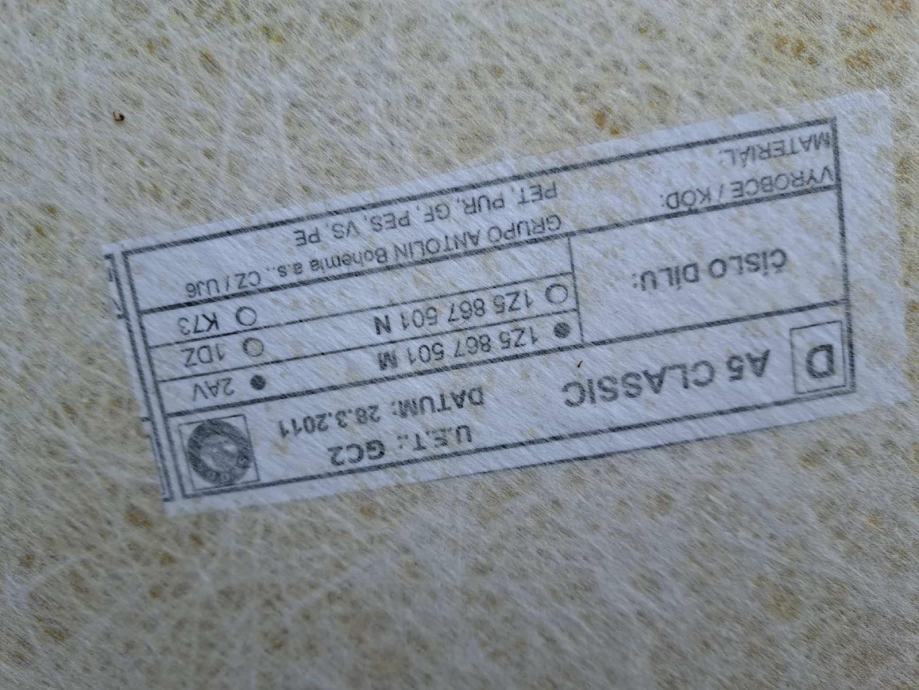 D A5 CLASSIC
U.E.T.: GC2
DATUM: 28.3.2011
ČÍSLO DÍLU:
1Z5 867 501 M
2AV
1Z5 867 501 N
1DZ
K73
VÝROBCE / KÓD: GRUPO ANTOLIN Bohemia a.s., CZ / UJ6
MATERIÁL: PET, PUR, GF, PES, VS, PE